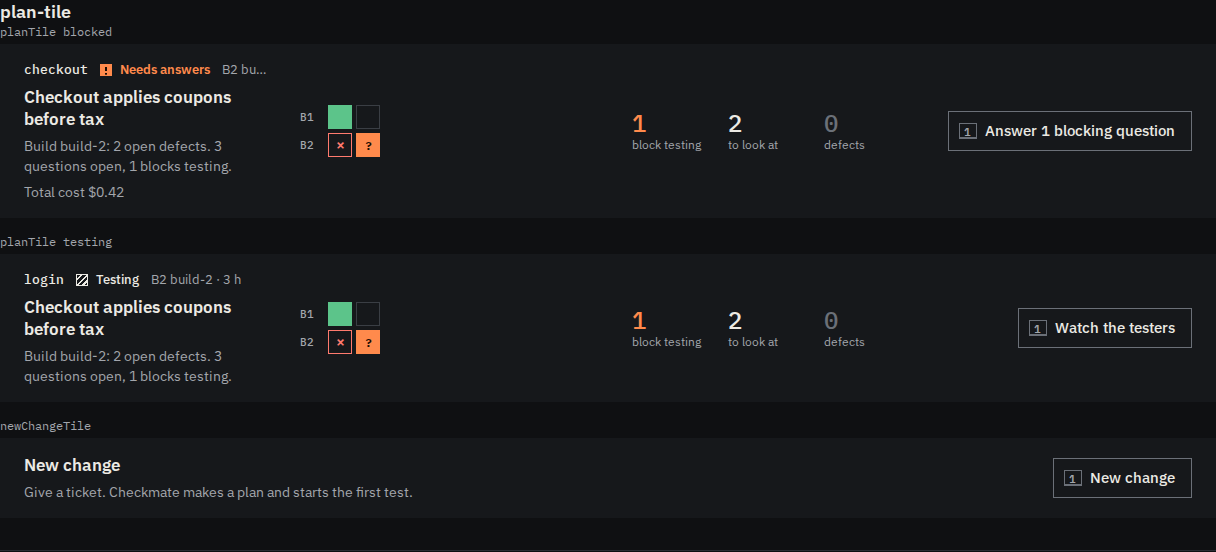 plan-tile
planTile blocked
checkout ! Needs answers B2 bu…
Checkout applies coupons
before tax
Build build-2: 2 open defects. 3
questions open, 1 blocks testing.
Total cost $0.42
B1
B2 × ?
1
block testing
2
to look at
0
defects
1 Answer 1 blocking question
planTile testing
login Testing B2 build-2 · 3 h
Checkout applies coupons
before tax
Build build-2: 2 open defects. 3
questions open, 1 blocks testing.
B1
B2 × ?
1
block testing
2
to look at
0
defects
1 Watch the testers
newChangeTile
New change
Give a ticket. Checkmate makes a plan and starts the first test.
1 New change